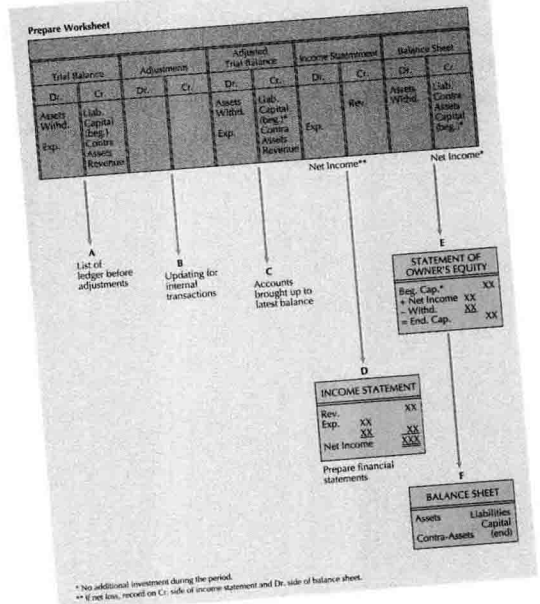 Prepare Worksheet
Trial Balance
Adjustments
Adjusted
Trial Balance
Income Statement
Balance Sheet
Dr. Cr. Dr. Cr. Dr. Cr. Dr. Cr. Dr. Cr.
Assets
Withd.
Exp.
Liab.
Capital
(beg.)
Contra
Assets
Revenue
Assets
Withd.
Exp.
Liab.
Capital
(beg.)*
Contra
Assets
Revenue
Exp.
Rev.
Assets
Withd.
Liab.
Contra
Assets
Capital
(beg.)*
Net Income**
Net Income*
A
List of
ledger before
adjustments
B
Updating for
internal
transactions
C
Accounts
brought up to
latest balance
E
STATEMENT OF
OWNER'S EQUITY
Beg. Cap.* XX
+ Net Income XX
– Withd. XX
= End. Cap. XX
D
INCOME STATEMENT
Rev. XX
Exp. XX
XX XX
Net Income XXX
Prepare financial
statements
F
BALANCE SHEET
Assets Liabilities
Capital
Contra-Assets (end)
* No additional investment during the period.
** If net loss, record on Cr. side of income statement and Dr. side of balance sheet.